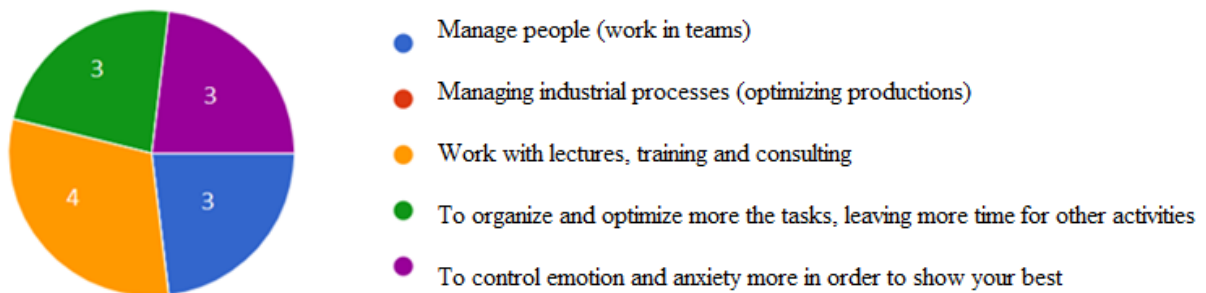 3
3
4
3
Manage people (work in teams)
Managing industrial processes (optimizing productions)
Work with lectures, training and consulting
To organize and optimize more the tasks, leaving more time for other activities
To control emotion and anxiety more in order to show your best